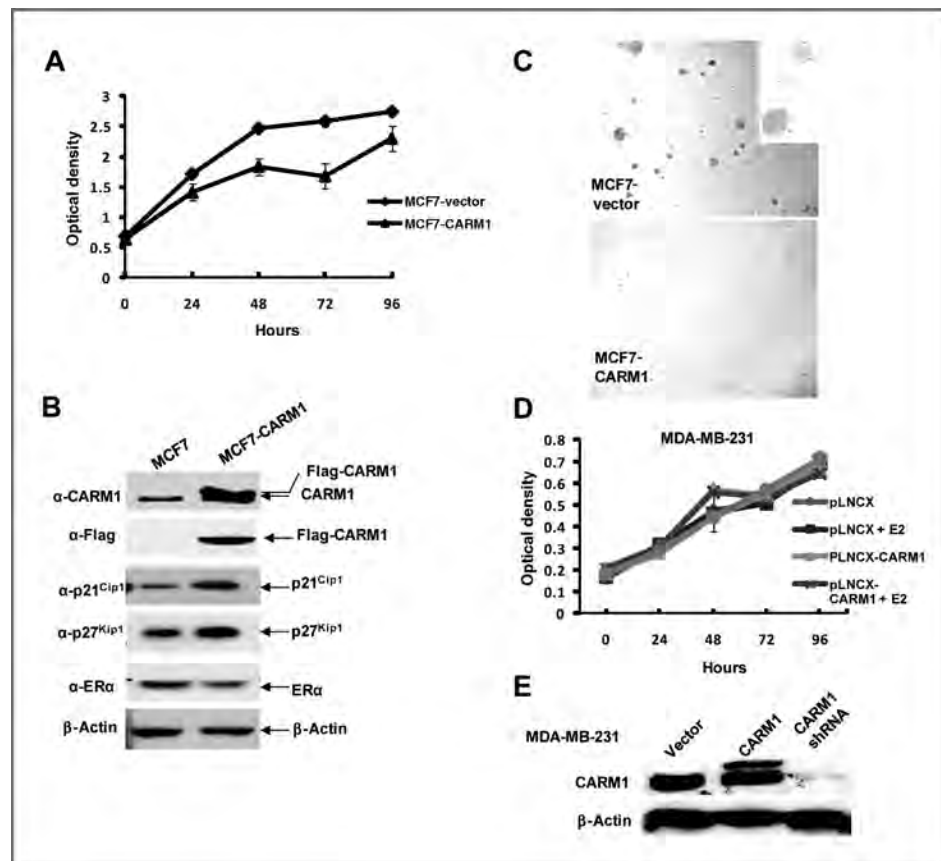 A
3
2.5
2
1.5
1
0.5
0
Optical density
0 24 48 72 96
Hours
MCF7-vector
MCF7-CARM1
B
MCF7 MCF7-CARM1
α-CARM1 Flag-CARM1
CARM1
α-Flag Flag-CARM1
α-p21Cip1 p21Cip1
α-p27Kip1 p27Kip1
α-ERα ERα
β-Actin β-Actin
C
MCF7-
vector
MCF7-
CARM1
D
MDA-MB-231
0.8
0.7
0.6
0.5
0.4
0.3
0.2
0.1
0
Optical density
0 24 48 72 96
Hours
pLNCX
pLNCX + E2
PLNCX-CARM1
pLNCX-
CARM1 + E2
E
MDA-MB-231 Vector CARM1 CARM1
shRNA
CARM1
β-Actin